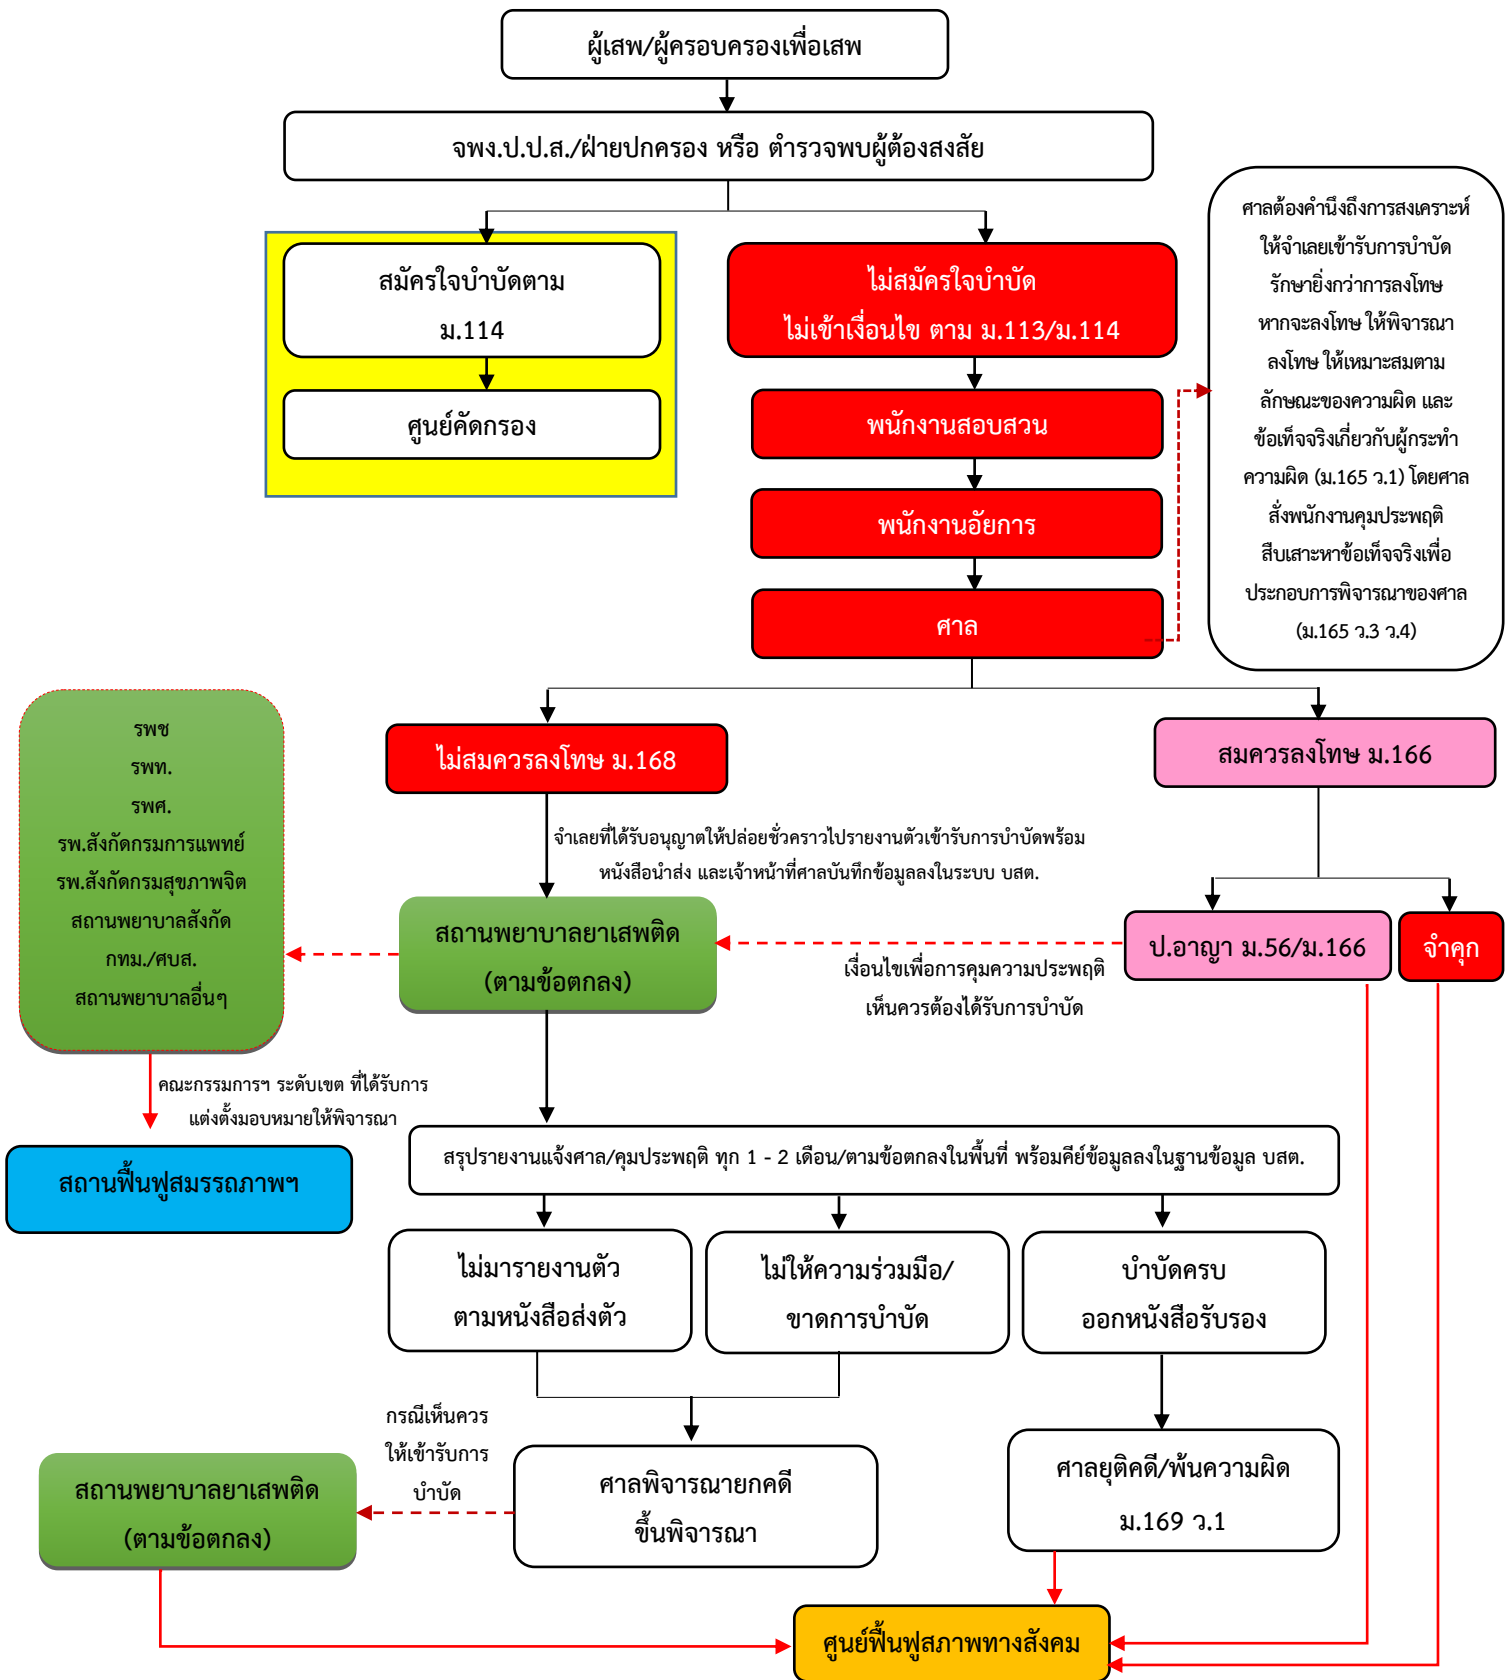 ผู้เสพ/ผู้ครอบครองเพื่อเสพ
จพง.ป.ป.ส./ฝ่ายปกครอง หรือ ตำรวจพบผู้ต้องสงสัย
สมัครใจบำบัดตาม
ม.114
ศูนย์คัดกรอง
ไม่สมัครใจบำบัด
ไม่เข้าเงื่อนไข ตาม ม.113/ม.114
พนักงานสอบสวน
พนักงานอัยการ
ศาล
ศาลต้องคำนึงถึงการสงเคราะห์
ให้จำเลยเข้ารับการบำบัด
รักษายิ่งกว่าการลงโทษ
หากจะลงโทษ ให้พิจารณา
ลงโทษ ให้เหมาะสมตาม
ลักษณะของความผิด และ
ข้อเท็จจริงเกี่ยวกับผู้กระทำ
ความผิด (ม.165 ว.1) โดยศาล
สั่งพนักงานคุมประพฤติ
สืบเสาะหาข้อเท็จจริงเพื่อ
ประกอบการพิจารณาของศาล
(ม.165 ว.3 ว.4)
ไม่สมควรลงโทษ ม.168
สมควรลงโทษ ม.166
จำเลยที่ได้รับอนุญาตให้ปล่อยชั่วคราวไปรายงานตัวเข้ารับการบำบัดพร้อม
หนังสือนำส่ง และเจ้าหน้าที่ศาลบันทึกข้อมูลลงในระบบ บสต.
รพช
รพท.
รพศ.
รพ.สังกัดกรมการแพทย์
รพ.สังกัดกรมสุขภาพจิต
สถานพยาบาลสังกัด
กทม./ศบส.
สถานพยาบาลอื่นๆ
สถานพยาบาลยาเสพติด
(ตามข้อตกลง)
ป.อาญา ม.56/ม.166
จำคุก
เงื่อนไขเพื่อการคุมความประพฤติ
เห็นควรต้องได้รับการบำบัด
คณะกรรมการฯ ระดับเขต ที่ได้รับการ
แต่งตั้งมอบหมายให้พิจารณา
สถานฟื้นฟูสมรรถภาพฯ
สรุปรายงานแจ้งศาล/คุมประพฤติ ทุก 1 - 2 เดือน/ตามข้อตกลงในพื้นที่ พร้อมคีย์ข้อมูลลงในฐานข้อมูล บสต.
ไม่มารายงานตัว
ตามหนังสือส่งตัว
ไม่ให้ความร่วมมือ/
ขาดการบำบัด
บำบัดครบ
ออกหนังสือรับรอง
กรณีเห็นควร
ให้เข้ารับการ
บำบัด
สถานพยาบาลยาเสพติด
(ตามข้อตกลง)
ศาลพิจารณายกคดี
ขึ้นพิจารณา
ศาลยุติคดี/พ้นความผิด
ม.169 ว.1
ศูนย์ฟื้นฟูสภาพทางสังคม